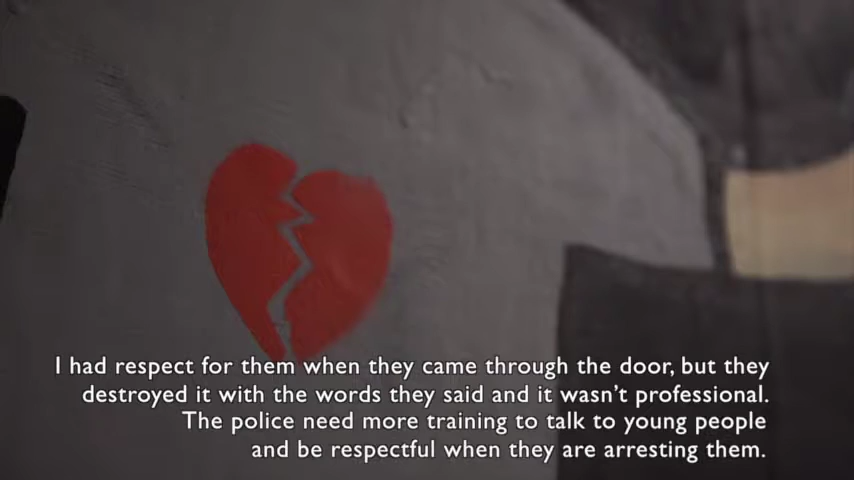 I had respect for them when they came through the door, but they
destroyed it with the words they said and it wasn't professional.
The police need more training to talk to young people
and be respectful when they are arresting them.